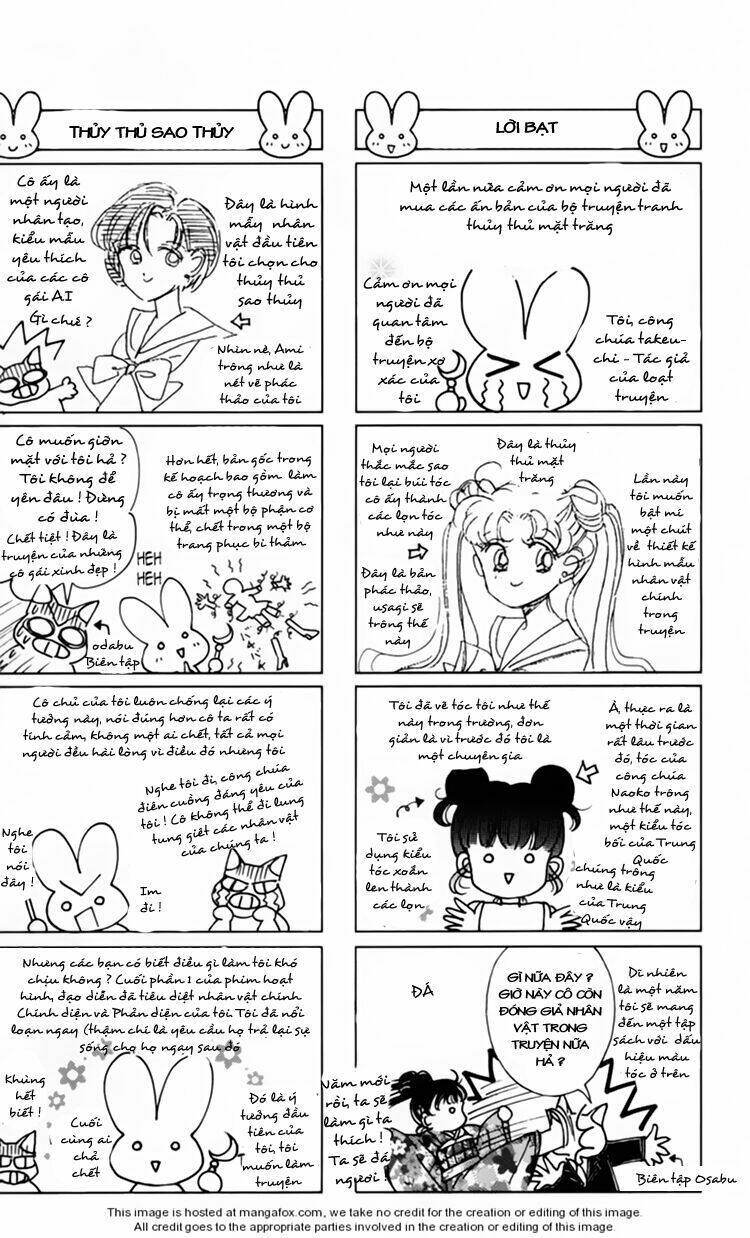 LỜI BẠT
Một lần nữa cảm ơn mọi người đã
mua các ấn bản của bộ truyện tranh
thủy thủ mặt trăng
Cảm ơn mọi
người đã
quan tâm
đến bộ
truyện xơ
xác của
tôi
Tôi, công
chúa takeu-
chi - Tác giả
của loạt
truyện
Mọi người
thắc mắc sao
tôi lại búi tóc
cô ấy thành
các lọn tóc
như này
Đây là thủy
thủ mặt
trăng
Lần này
tôi muốn
bật mí
một chút
về thiết kế
hình mẫu
nhân vật
chính
trong
truyện
Đây là bản
phác thảo,
usagi sẽ
trông thế
này
Tôi đã vẽ tóc tôi như thế
này trong trường, đơn
giản là vì trước đó tôi là
một chuyên gia
À, thực ra là
một thời gian
rất lâu trước
đó, tóc của
công chúa
Naoko trông
như thế này,
một kiểu tóc
bối của Trung
Quốc
Tôi sử
dụng kiểu
tóc xoắn
len thành
các lọn
chúng trông
như là kiểu
của Trung
Quốc vậy
ĐÁ
GÌ NỮA ĐÂY ?
GIỜ NÀY CÔ CÒN
ĐÓNG GIẢ NHÂN
VẬT TRONG
TRUYỆN NỮA
HẢ ?
Dĩ nhiên
là một năm
tôi sẽ mang
đến một tập
sách với dấu
hiệu màu
tóc ở trên
Năm mới
rồi, ta sẽ
làm gì ta
thích !
Ta sẽ đá
người !
Biên tập Osabu
THỦY THỦ SAO THỦY
Cô ấy là
một người
nhân tạo,
kiểu mẫu
yêu thích
của các cô
gái A.I
Gì chứ ?
Đây là hình
mẫy nhân
vật đầu tiên
tôi chọn cho
thủy thủ
sao thủy
Nhìn nè, Ami
trông như là
nét vẽ phác
thảo của tôi
Cô muốn giỡn
mặt với tôi hả ?
Tôi không để
yên đâu ! Đừng
có đùa !
Chết tiệt ! Đây là
truyện của những
cô gái xinh đẹp !
Hơn hết, bản gốc trong
kế hoạch bao gồm làm
cô ấy trọng thương và
bị mất một bộ phận cơ
thể, chết trong một bộ
trang phục bi thảm
HEH
HEH
odabu
Biên tập
Cô chủ của tôi luôn chống lại các ý
tưởng này, nói đúng hơn cô ta rất có
tình cảm, không một ai chết, tất cả mọi
người đều hài lòng vì điều đó nhưng tôi
Nghe tôi đi, công chúa
điên cuồng đáng yêu của
tôi ! Cô không thể đi lung
tung giết các nhân vật
của chúng ta !
Nghe
tôi
nói
đây !
Im
đi !
Nhưng các bạn có biết điều gì làm tôi khó
chịu không ? Cuối phần 1 của phim hoạt
hình, đạo diễn đã tiêu diệt nhân vật chính
Chính diện và Phản diện của tôi. Tôi đã nổi
loạn ngay (thậm chí là yêu cầu họ trả lại sự
sống cho họ ngay sau đó
Khùng
hết
biết !
Cuối
cùng ai
chả
chết
Đó là ý
tưởng đầu
tiên của
tôi, tôi
muốn làm
truyện
This image is hosted at mangafox.com, we take no credit for the creation or editing of this image.
All credit goes to the appropriate parties involved in the creation or editing of this image.